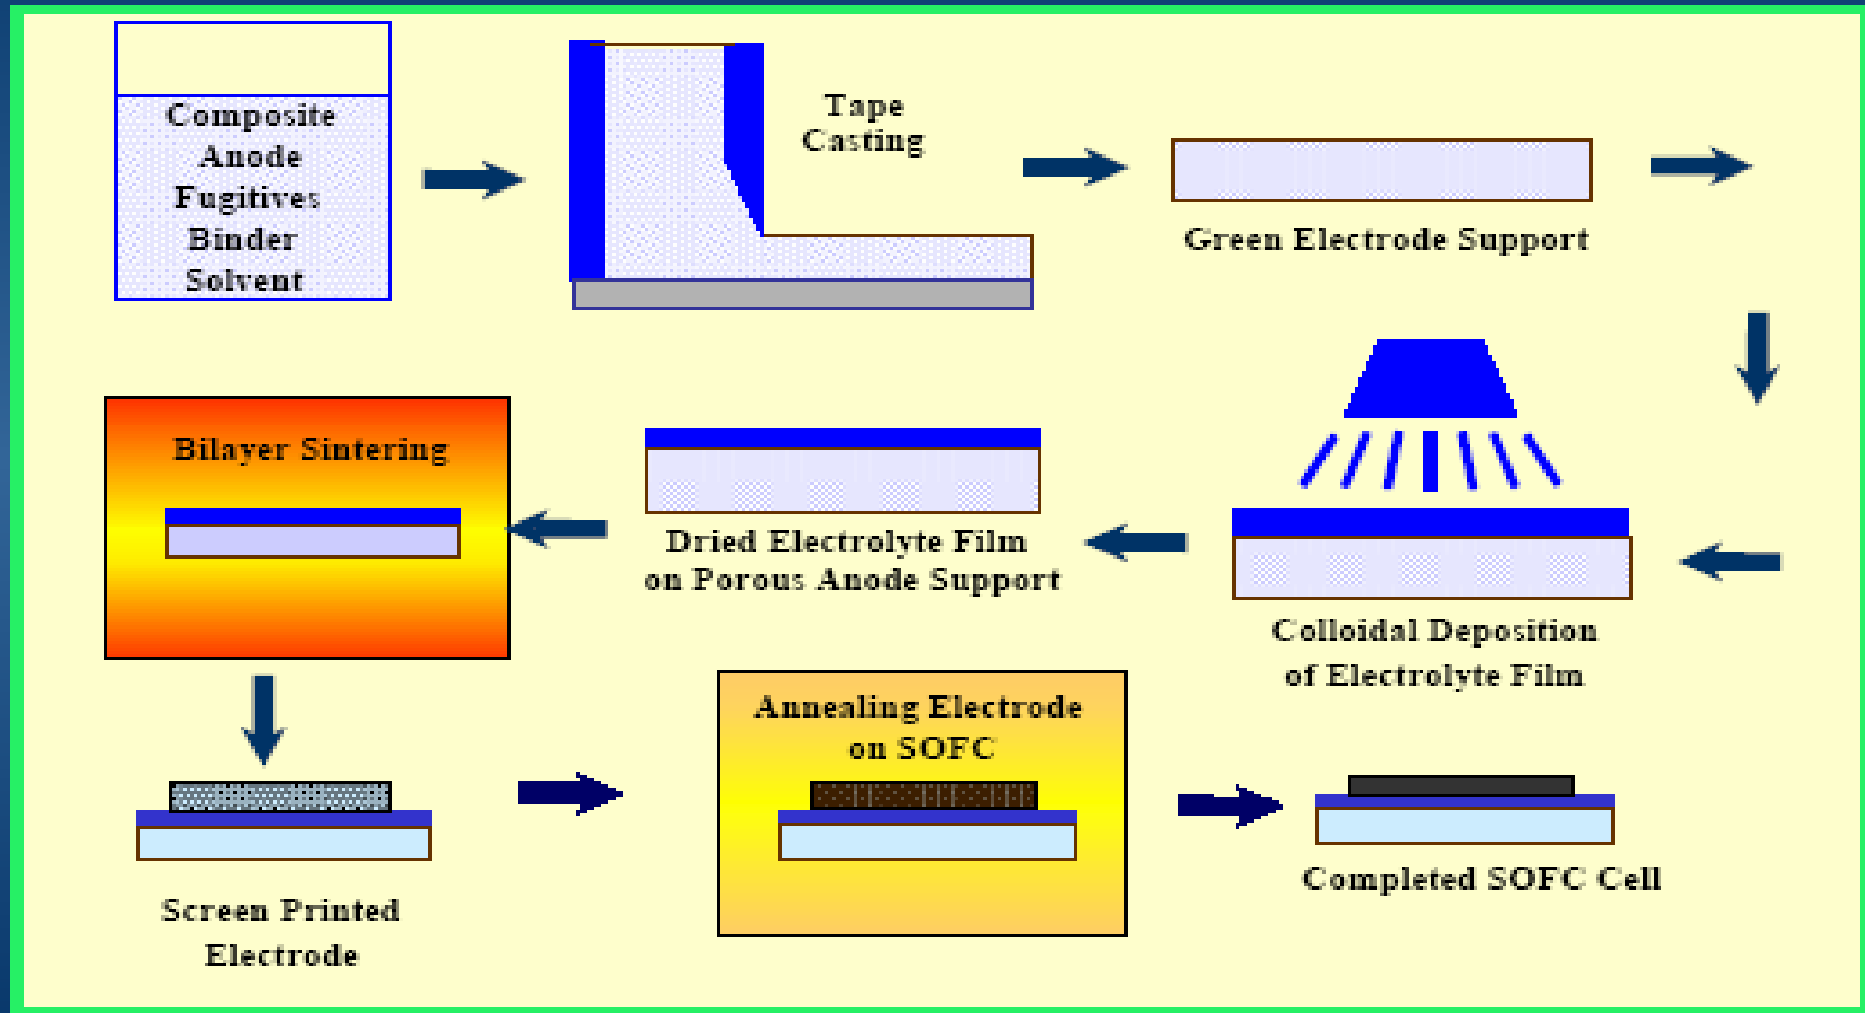 Composite
Anode
Fugitives
Binder
Solvent
Tape
Casting
Green Electrode Support
Colloidal Deposition
of Electrolyte Film
Dried Electrolyte Film
on Porous Anode Support
Bilayer Sintering
Screen Printed
Electrode
Annealing Electrode
on SOFC
Completed SOFC Cell